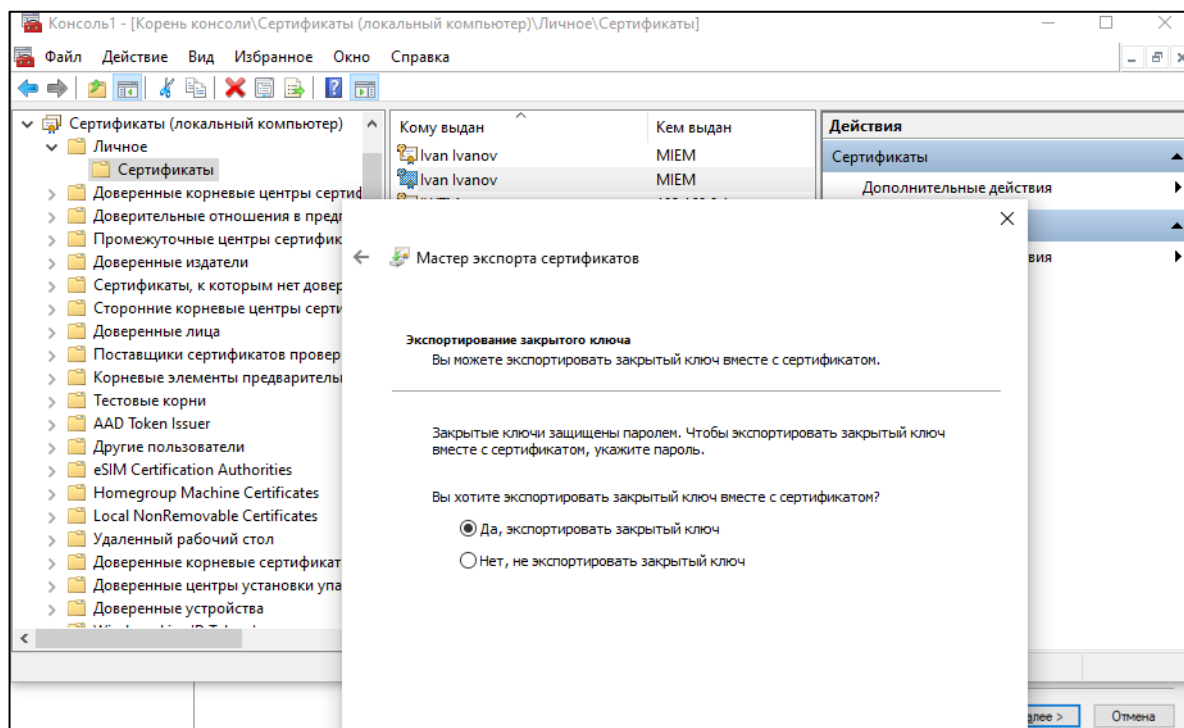 Консоль1 - [Корень консоли\Сертификаты (локальный компьютер)\Личное\Сертификаты]
Файл Действие Вид Избранное Окно Справка
Сертификаты (локальный компьютер)
Личное
Сертификаты
Доверенные корневые центры сертиф
Доверительные отношения в предп
Промежуточные центры сертифик
Доверенные издатели
Сертификаты, к которым нет довер
Сторонние корневые центры серти
Доверенные лица
Поставщики сертификатов провер
Корневые элементы предваритель
Тестовые корни
AAD Token Issuer
Другие пользователи
eSIM Certification Authorities
Homegroup Machine Certificates
Local NonRemovable Certificates
Удаленный рабочий стол
Доверенные корневые сертификат
Доверенные центры установки упа
Доверенные устройства
Кому выдан Кем выдан
Ivan Ivanov MIEM
Ivan Ivanov MIEM
Действия
Сертификаты
Дополнительные действия
вия
Мастер экспорта сертификатов
Экспортирование закрытого ключа
Вы можете экспортировать закрытый ключ вместе с сертификатом.
Закрытые ключи защищены паролем. Чтобы экспортировать закрытый ключ
вместе с сертификатом, укажите пароль.
Вы хотите экспортировать закрытый ключ вместе с сертификатом?
Да, экспортировать закрытый ключ
Нет, не экспортировать закрытый ключ
алее >
Отмена